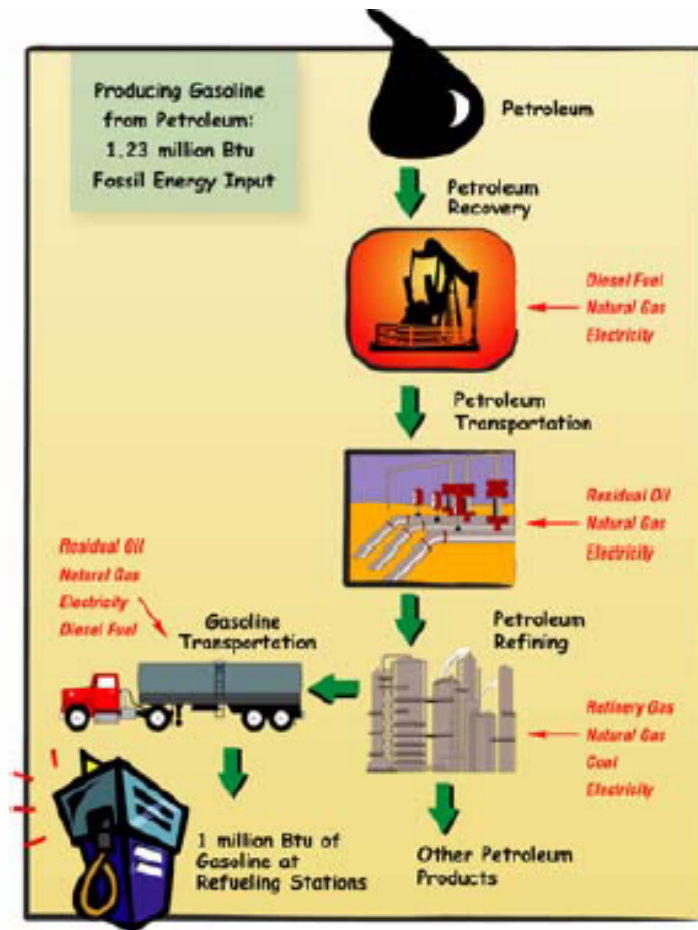 Producing Gasoline
from Petroleum:
1.23 million Btu
Fossil Energy Input
Petroleum
Petroleum
Recovery
Diesel Fuel
Natural Gas
Electricity
Petroleum
Transportation
Residual Oil
Natural Gas
Electricity
Residual Oil
Natural Gas
Electricity
Diesel Fuel
Gasoline
Transportation
Petroleum
Refining
Refinery Gas
Natural Gas
Coal
Electricity
1 million Btu of
Gasoline at
Refueling Stations
Other Petroleum
Products